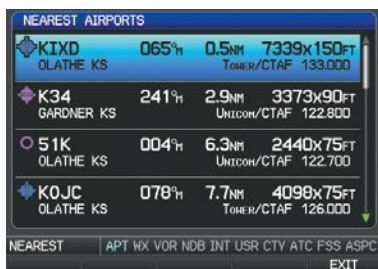 NEAREST AIRPORTS
KIXD 065°M 0.5NM 7339x150FT
OLATHE KS TOWER/CTAF 133.000
K34 241°M 2.9NM 3373x90FT
GARDNER KS UNICOM/CTAF 122.800
51K 004°M 6.3NM 2440x75FT
OLATHE KS UNICOM/CTAF 122.700
KOJC 078°M 7.7NM 4098x75FT
OLATHE KS TOWER/CTAF 126.000
NEAREST APT WX VOR NDB INT USR CTY ATC FSS ASPC
EXIT